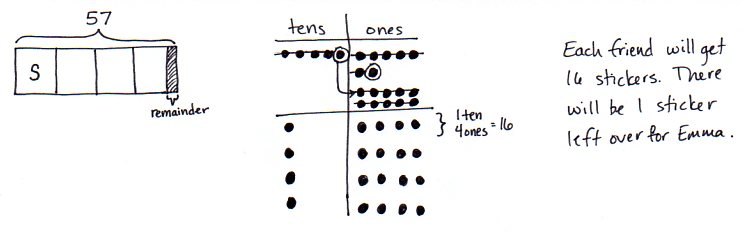 57
S
remainder
tens ones
1 ten
4 ones = 16
Each friend will get
16 stickers. There
will be 1 sticker
left over for Emma.